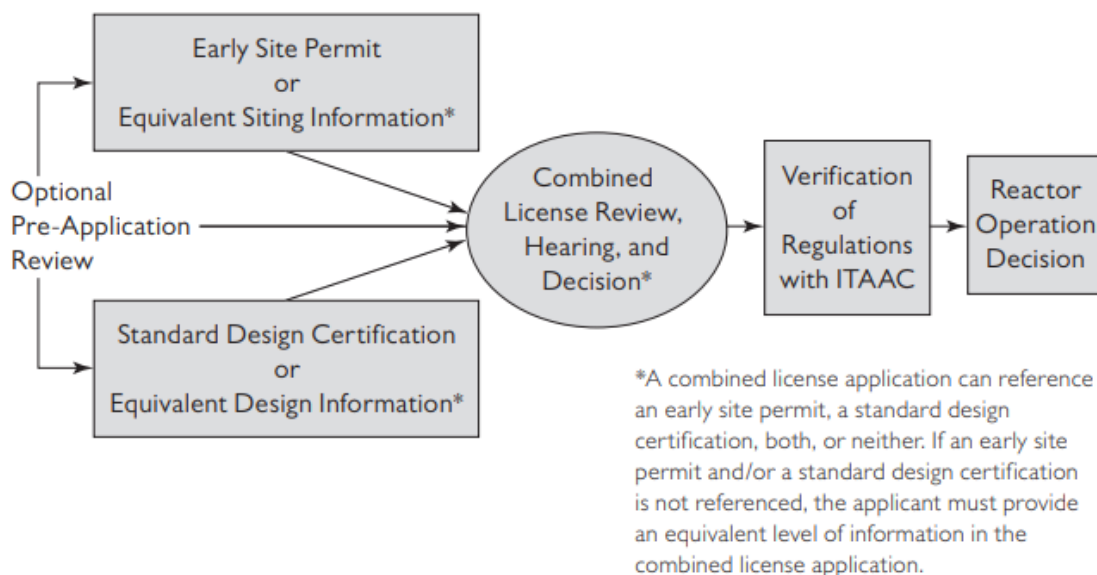 Early Site Permit
or
Equivalent Siting Information*
Optional
Pre-Application
Review
Standard Design Certification
or
Equivalent Design Information*
Combined
License Review,
Hearing, and
Decision*
Verification
of
Regulations
with ITAAC
Reactor
Operation
Decision
*A combined license application can reference
an early site permit, a standard design
certification, both, or neither. If an early site
permit and/or a standard design certification
is not referenced, the applicant must provide
an equivalent level of information in the
combined license application.